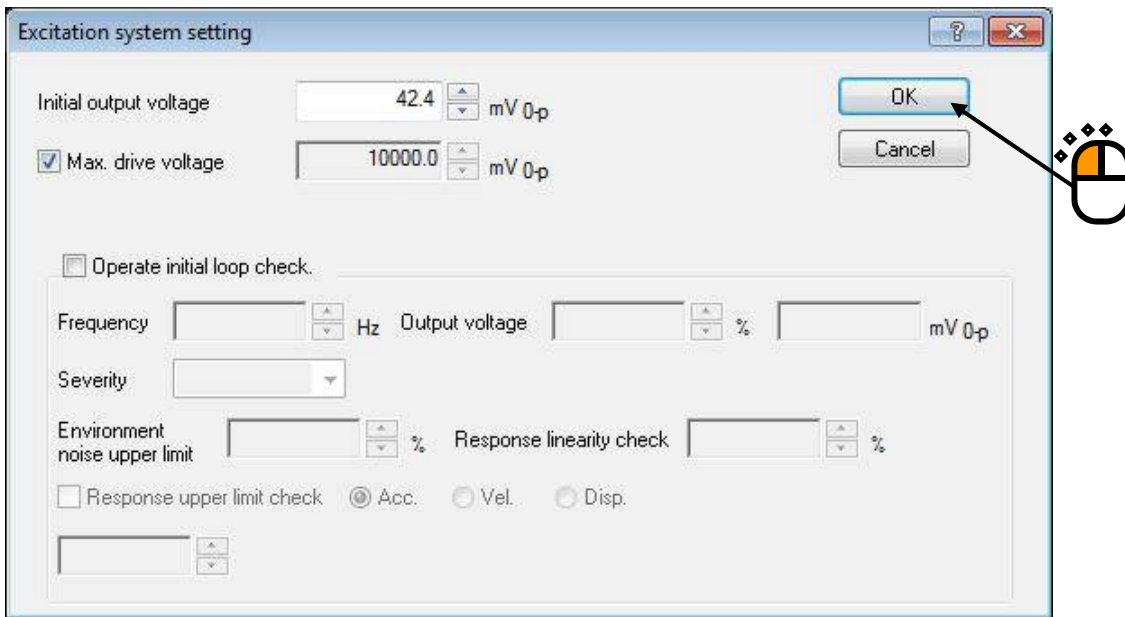 Excitation system setting
Initial output voltage 42.4 mV 0-p
OK
Max. drive voltage 10000.0 mV 0-p
Cancel
Operate initial loop check.
Frequency Hz Output voltage % mV 0-p
Severity
Environment
noise upper limit % Response linearity check %
Response upper limit check Acc. Vel. Disp.